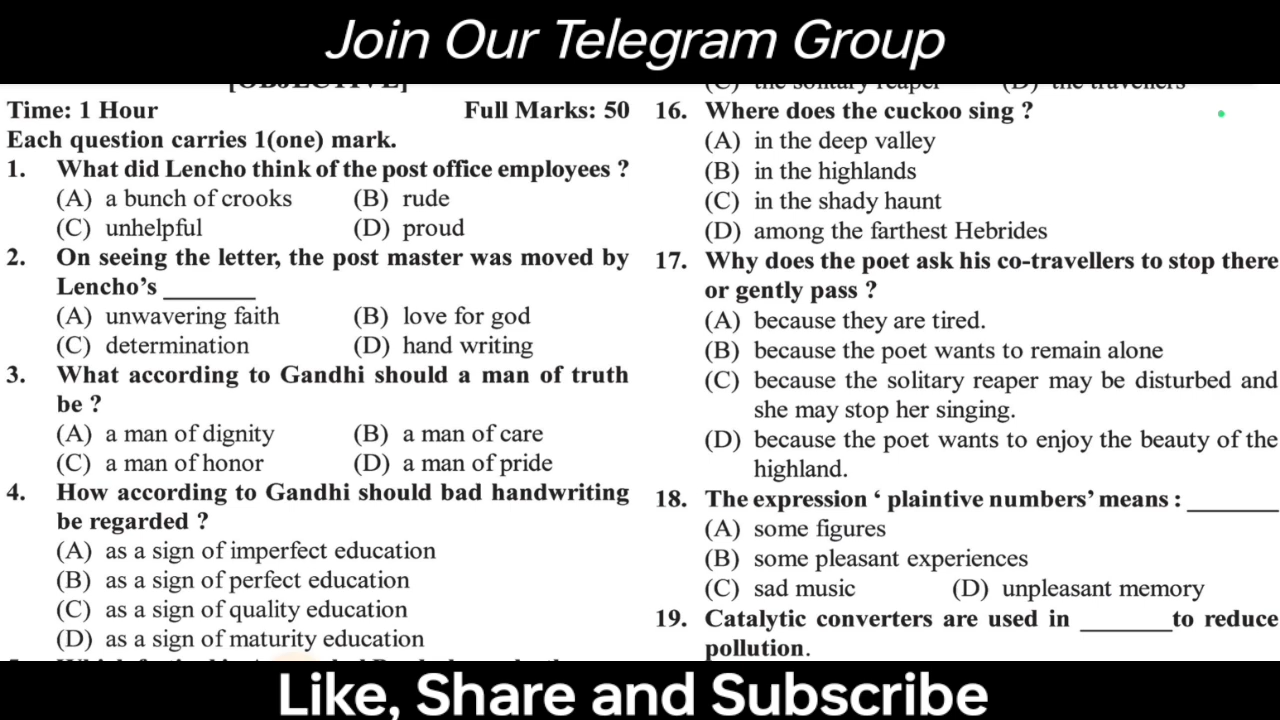 Join Our Telegram Group
[OBJECTIVE]
Time: 1 Hour Full Marks: 50
Each question carries 1(one) mark.
1. What did Lencho think of the post office employees ?
(A) a bunch of crooks (B) rude
(C) unhelpful (D) proud
2. On seeing the letter, the post master was moved by
Lencho's _______
(A) unwavering faith (B) love for god
(C) determination (D) hand writing
3. What according to Gandhi should a man of truth
be ?
(A) a man of dignity (B) a man of care
(C) a man of honor (D) a man of pride
4. How according to Gandhi should bad handwriting
be regarded ?
(A) as a sign of imperfect education
(B) as a sign of perfect education
(C) as a sign of quality education
(D) as a sign of maturity education
(C) the solitary reaper (D) the travellers
16. Where does the cuckoo sing ?
(A) in the deep valley
(B) in the highlands
(C) in the shady haunt
(D) among the farthest Hebrides
17. Why does the poet ask his co-travellers to stop there
or gently pass ?
(A) because they are tired.
(B) because the poet wants to remain alone
(C) because the solitary reaper may be disturbed and
she may stop her singing.
(D) because the poet wants to enjoy the beauty of the
highland.
18. The expression ‘ plaintive numbers’ means : _______
(A) some figures
(B) some pleasant experiences
(C) sad music (D) unpleasant memory
19. Catalytic converters are used in _______to reduce
pollution.
Like, Share and Subscribe